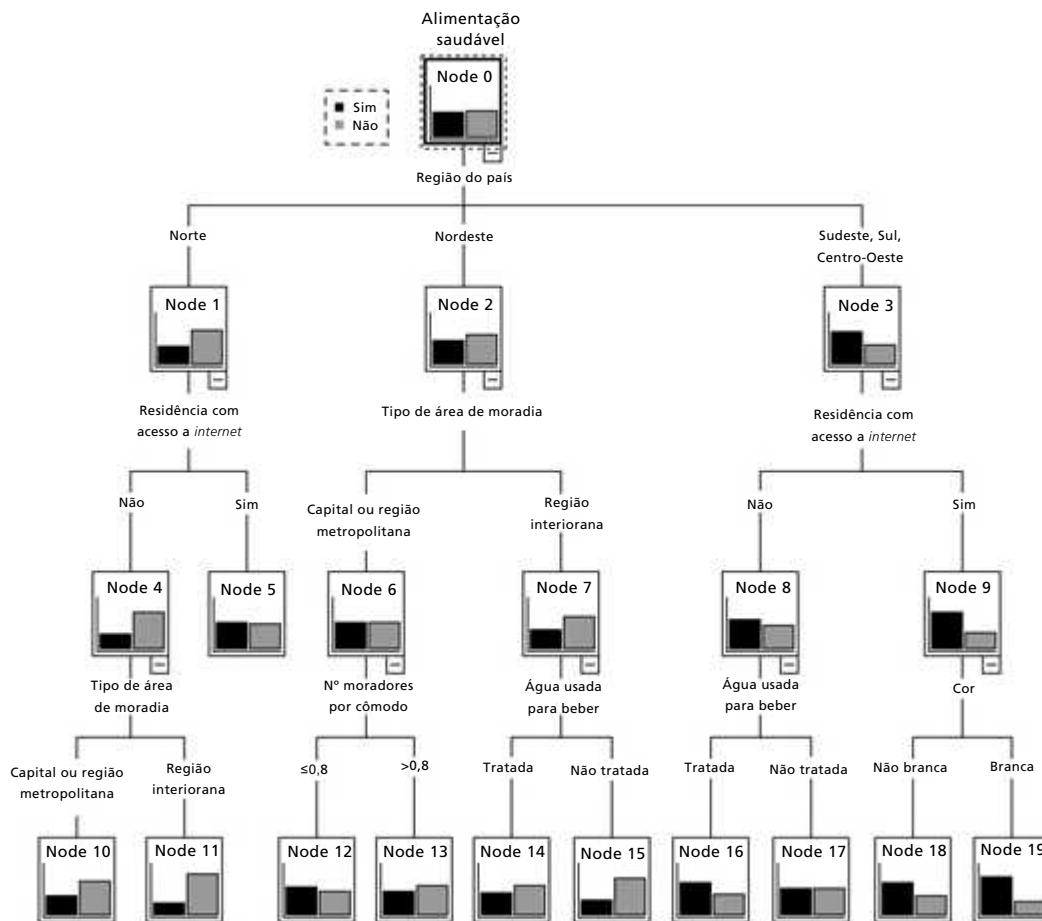 Alimentação
saudável
Node 0
Sim
Não
Região do país
Norte
Nordeste
Sudeste, Sul,
Centro-Oeste
Node 1
Node 2
Node 3
Residência com
acesso a internet
Tipo de área de moradia
Residência com
acesso a internet
Não
Sim
Capital ou região
metropolitana
Região
interiorana
Não
Sim
Node 4
Node 5
Node 6
Node 7
Node 8
Node 9
Tipo de área
de moradia
Nº moradores
por cômodo
Água usada
para beber
Água usada
para beber
Cor
Capital ou região
metropolitana
Região
interiorana
≤0,8
>0,8
Tratada
Não tratada
Tratada
Não tratada
Não branca
Branca
Node 10
Node 11
Node 12
Node 13
Node 14
Node 15
Node 16
Node 17
Node 18
Node 19